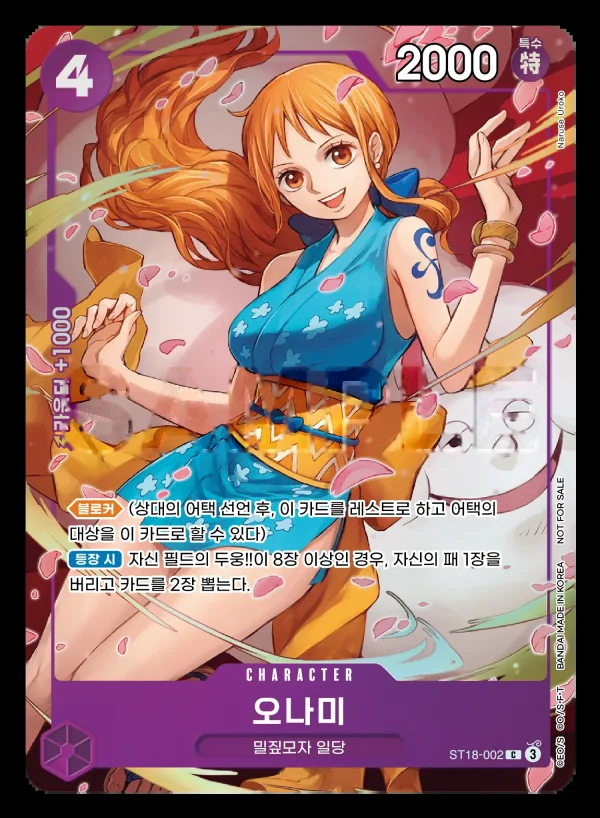 4
2000
특수
特
Naruse Uroko
카운터 +1000
SAMPLE
블로커 (상대의 어택 선언 후, 이 카드를 레스트로 하고 어택의
대상을 이 카드로 할 수 있다)
등장 시 자신 필드의 두웅!!이 8장 이상인 경우, 자신의 패 1장을
버리고 카드를 2장 뽑는다.
CHARACTER
오나미
밀짚모자 일당
ST18-002 C 3
©EO/S ©O/S·F·T BANDAI MADE IN KOREA NOT FOR SALE